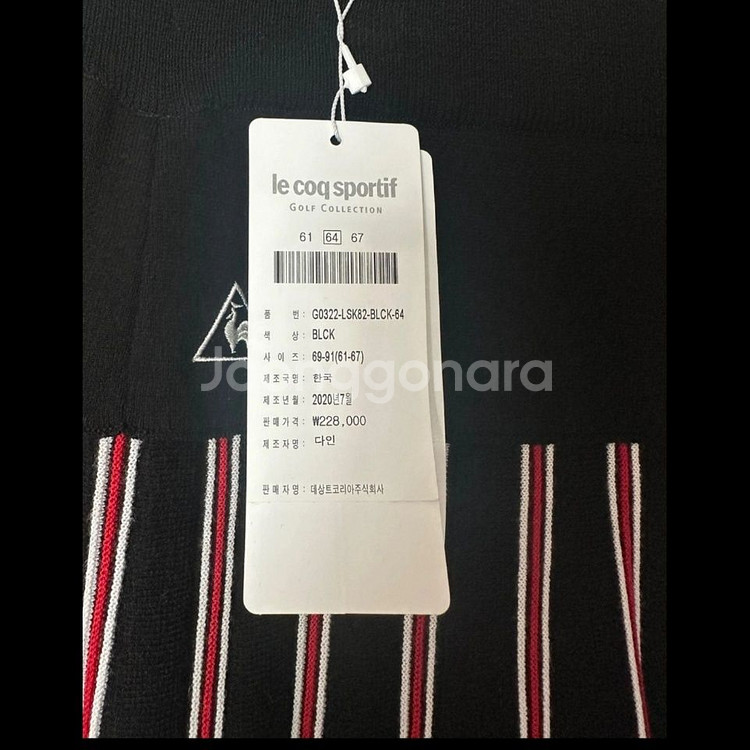 le coq sportif
GOLF COLLECTION
61 64 67
품 번 : G0322-LSK82-BLCK-64
색 상 : BLCK
사 이 즈 : 69-91(61-67)
제 조 국 명 : 한국
제 조 년 월 : 2020년7월
판 매 가 격 : ₩228,000
제 조 자 명 : 다인
판 매 자 명 : 데상트코리아주식회사
Joonggonara